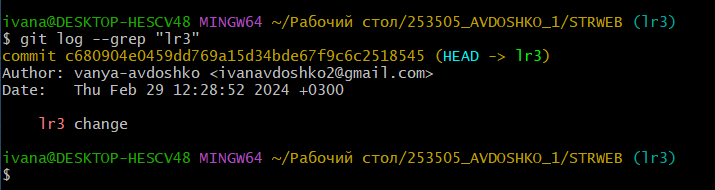 ivana@DESKTOP-HESCV48 MINGW64 ~/Рабочий стол/253505_AVDOSHKO_1/STRWEB (lr3)
$ git log --grep "lr3"
commit c680904e0459dd769a15d34bde67f9c6c2518545 (HEAD -> lr3)
Author: vanya-avdoshko <ivanavdoshko2@gmail.com>
Date:   Thu Feb 29 12:28:52 2024 +0300
    lr3 change
ivana@DESKTOP-HESCV48 MINGW64 ~/Рабочий стол/253505_AVDOSHKO_1/STRWEB (lr3)
$